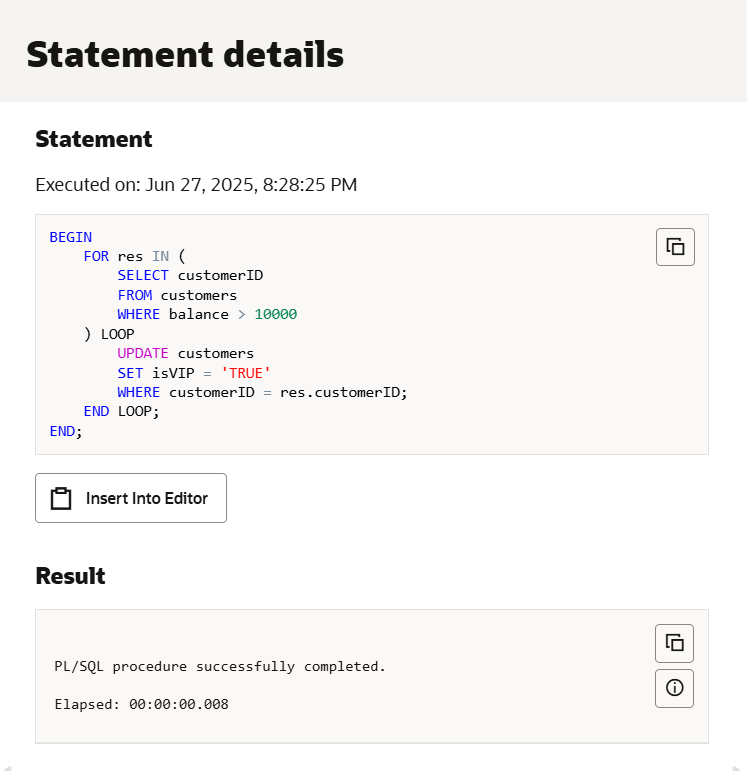 Statement details
Statement
Executed on: Jun 27, 2025, 8:28:25 PM
BEGIN
    FOR res IN (
        SELECT customerID
        FROM customers
        WHERE balance > 10000
    ) LOOP
        UPDATE customers
        SET isVIP = 'TRUE'
        WHERE customerID = res.customerID;
    END LOOP;
END;
Insert Into Editor
Result
PL/SQL procedure successfully completed.
Elapsed: 00:00:00.008